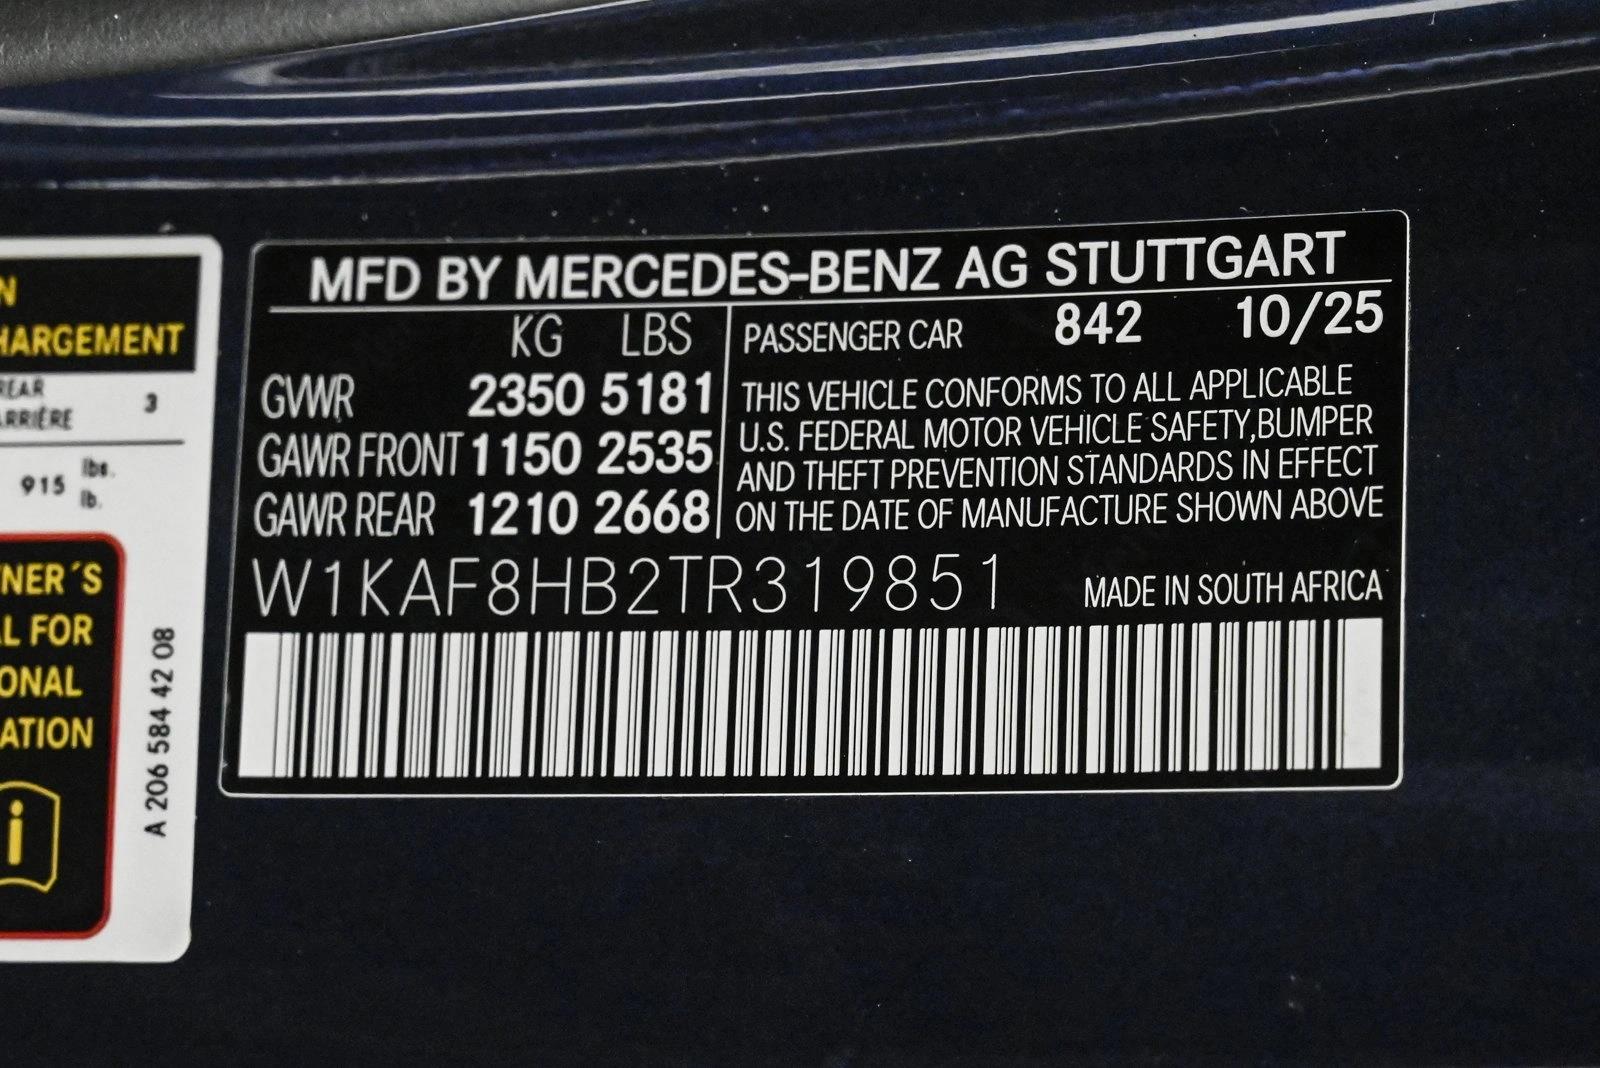 N
HARGEMENT
REAR
ARRIÈRE 3
915 lbs.
lb.
NER´S
L FOR
ONAL
ATION
i
A 206 584 42 08
MFD BY MERCEDES-BENZ AG STUTTGART
KG LBS
GVWR 2350 5181
GAWR FRONT 1150 2535
GAWR REAR 1210 2668
PASSENGER CAR 842 10/25
THIS VEHICLE CONFORMS TO ALL APPLICABLE
U.S. FEDERAL MOTOR VEHICLE SAFETY,BUMPER
AND THEFT PREVENTION STANDARDS IN EFFECT
ON THE DATE OF MANUFACTURE SHOWN ABOVE
W1KAF8HB2TR319851
MADE IN SOUTH AFRICA